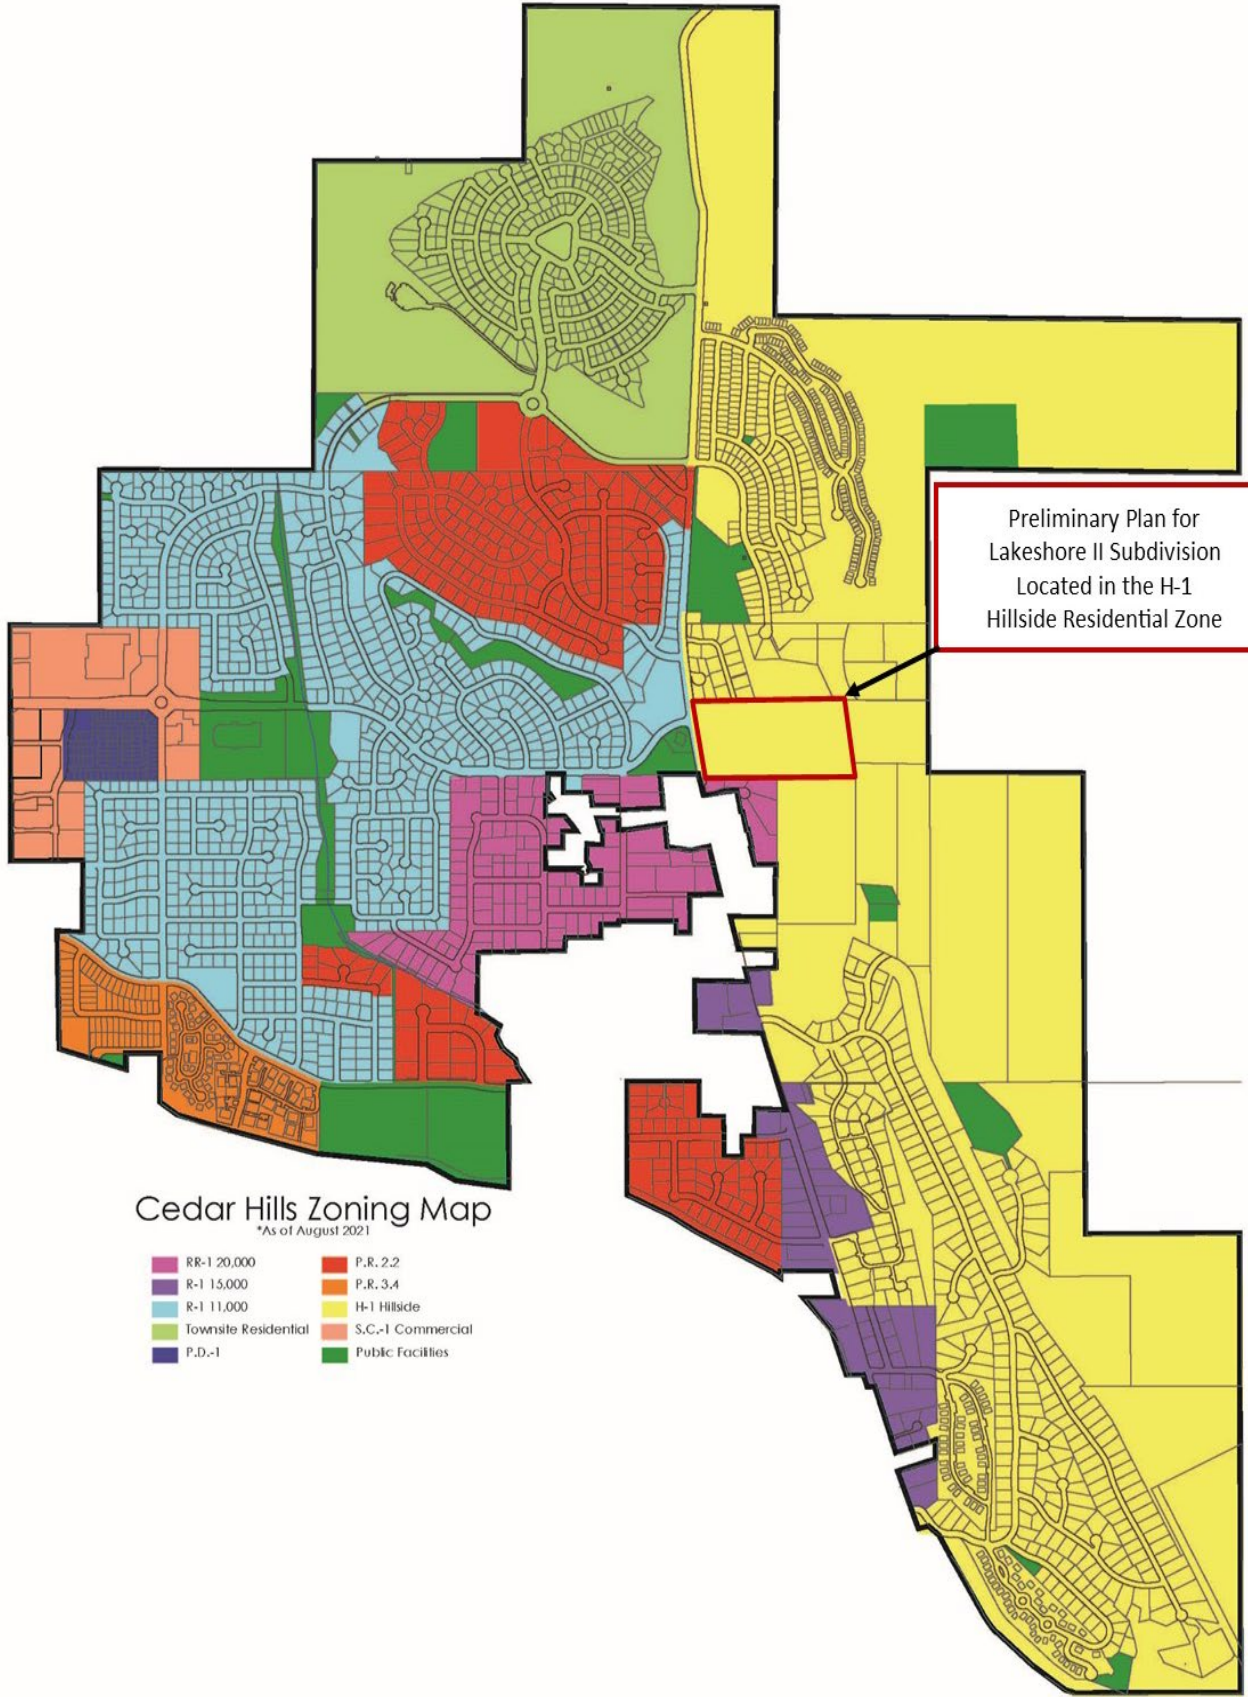 Preliminary Plan for
Lakeshore II Subdivision
Located in the H-1
Hillside Residential Zone
Cedar Hills Zoning Map
*As of August 2021
RR-1 20,000
R-1 15,000
R-1 11,000
Townsite Residential
P.D.-1
P.R. 2.2
P.R. 3.4
H-1 Hillside
S.C.-1 Commercial
Public Facilities